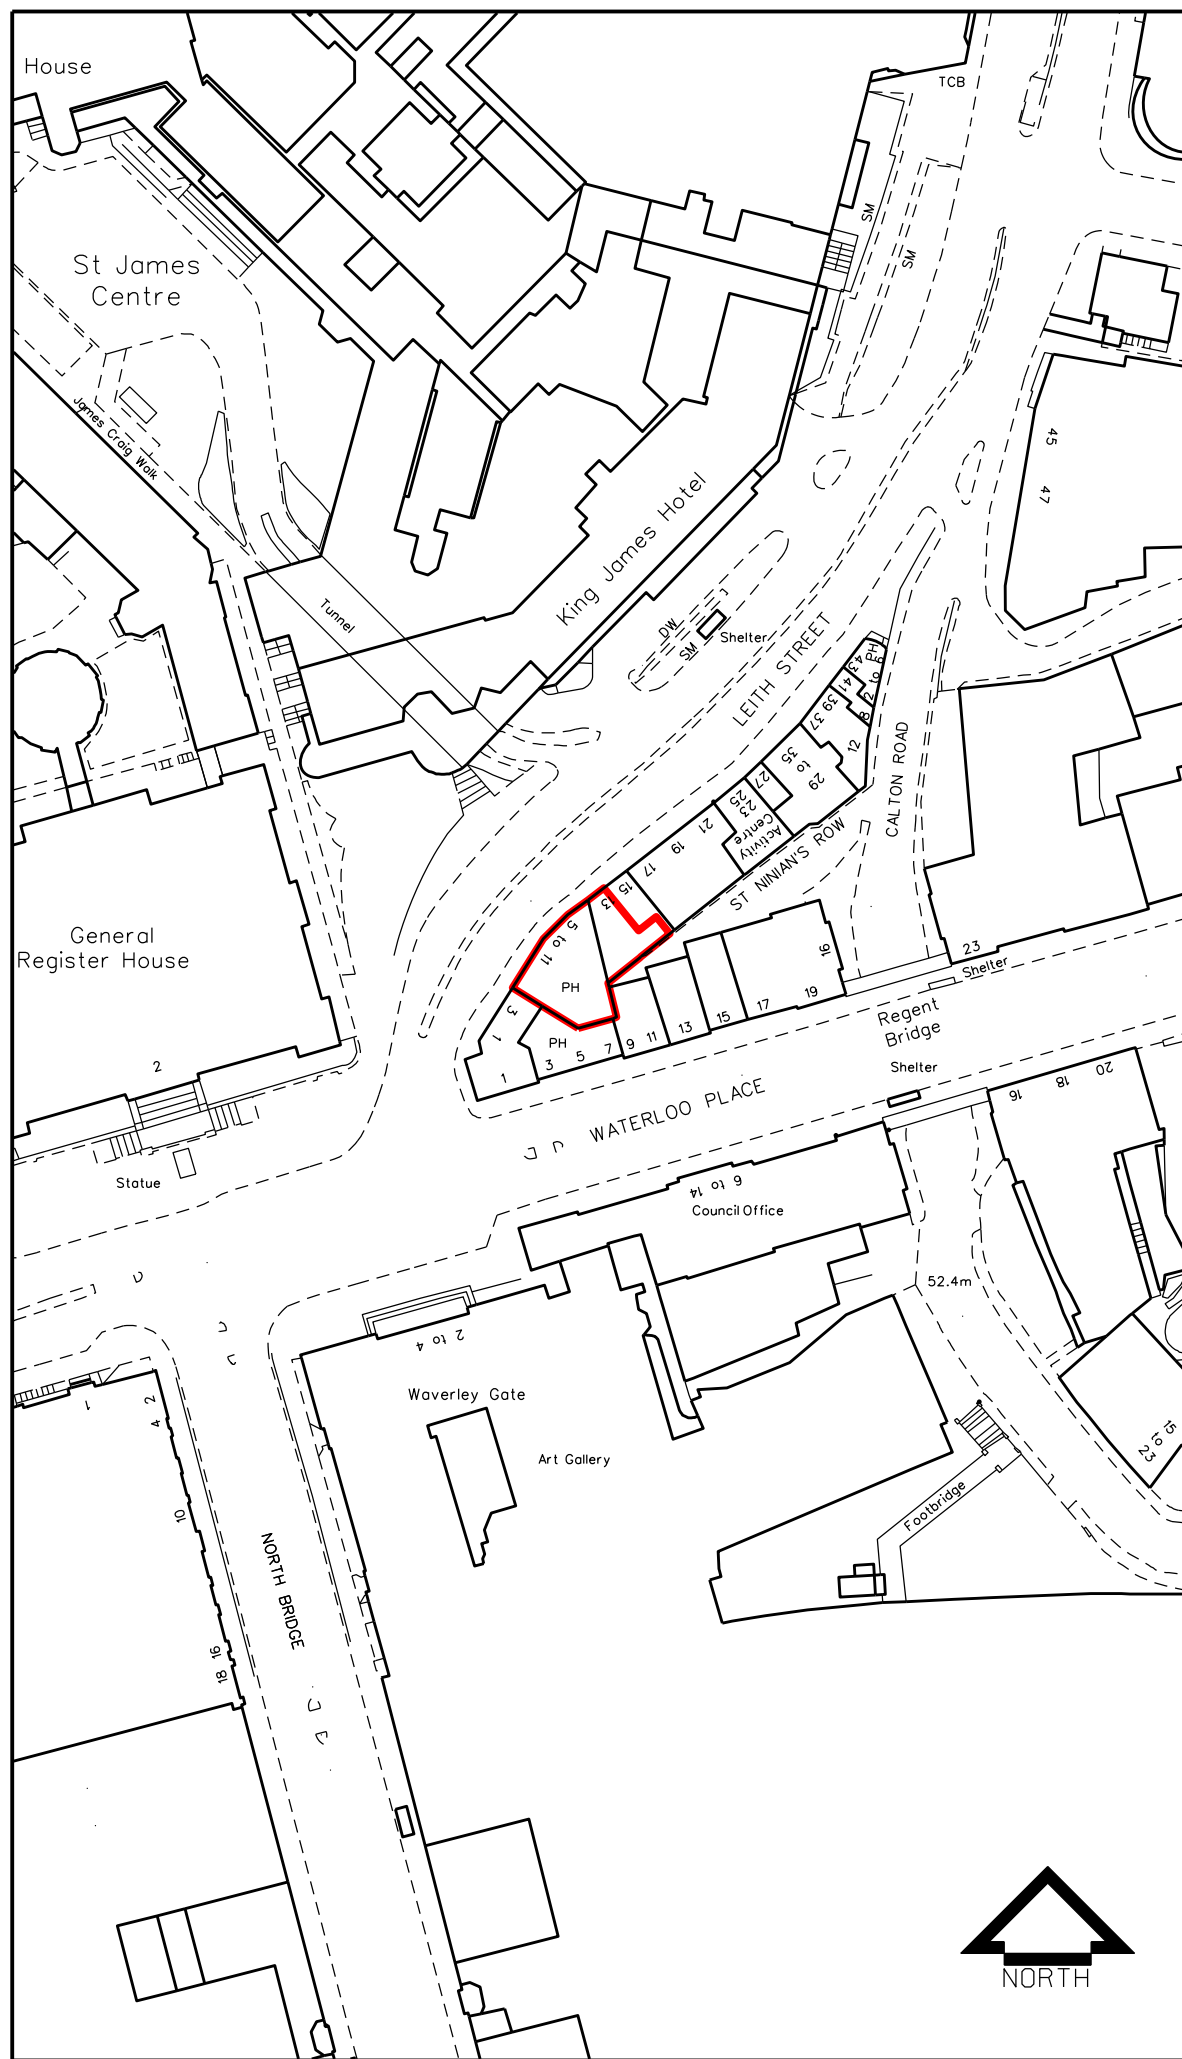 House
TCB
SM
SM
St James
Centre
James Craig Walk
45
47
King James Hotel
Tunnel
DW
SM
Shelter
LEITH STREET
PH
43
41
39
37
2 to 6
8
12
35
to
29
27
25
23
Activity
Centre
21
19
17
15
13
CALTON ROAD
ST NINIAN.S ROW
5 to 11
PH
General
Register House
3
1
1
PH
3
5
7
9
11
13
15
17
19
16
23
Shelter
Regent
Bridge
Shelter
2
WATERLOO PLACE
16
18
20
Statue
6 to 14
Council Office
52.4m
2 to 4
Waverley Gate
Art Gallery
1
2
4
10
16
18
NORTH BRIDGE
Footbridge
15
to
23
NORTH